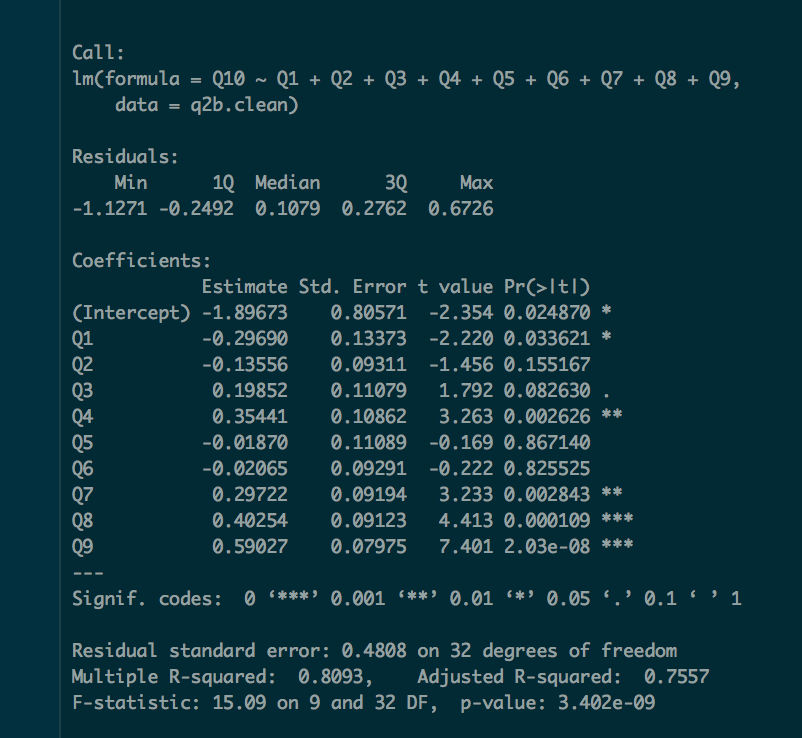 Call:
lm(formula = Q10 ~ Q1 + Q2 + Q3 + Q4 + Q5 + Q6 + Q7 + Q8 + Q9,
    data = q2b.clean)

Residuals:
    Min      1Q  Median      3Q     Max
-1.1271 -0.2492  0.1079  0.2762  0.6726

Coefficients:
            Estimate Std. Error t value Pr(>|t|)
(Intercept) -1.89673    0.80571  -2.354 0.024870 *
Q1          -0.29690    0.13373  -2.220 0.033621 *
Q2          -0.13556    0.09311  -1.456 0.155167
Q3           0.19852    0.11079   1.792 0.082630 .
Q4           0.35441    0.10862   3.263 0.002626 **
Q5          -0.01870    0.11089  -0.169 0.867140
Q6          -0.02065    0.09291  -0.222 0.825525
Q7           0.29722    0.09194   3.233 0.002843 **
Q8           0.40254    0.09123   4.413 0.000109 ***
Q9           0.59027    0.07975   7.401 2.03e-08 ***
---
Signif. codes:  0 ‘***’ 0.001 ‘**’ 0.01 ‘*’ 0.05 ‘.’ 0.1 ‘ ’ 1

Residual standard error: 0.4808 on 32 degrees of freedom
Multiple R-squared:  0.8093,    Adjusted R-squared:  0.7557
F-statistic: 15.09 on 9 and 32 DF,  p-value: 3.402e-09